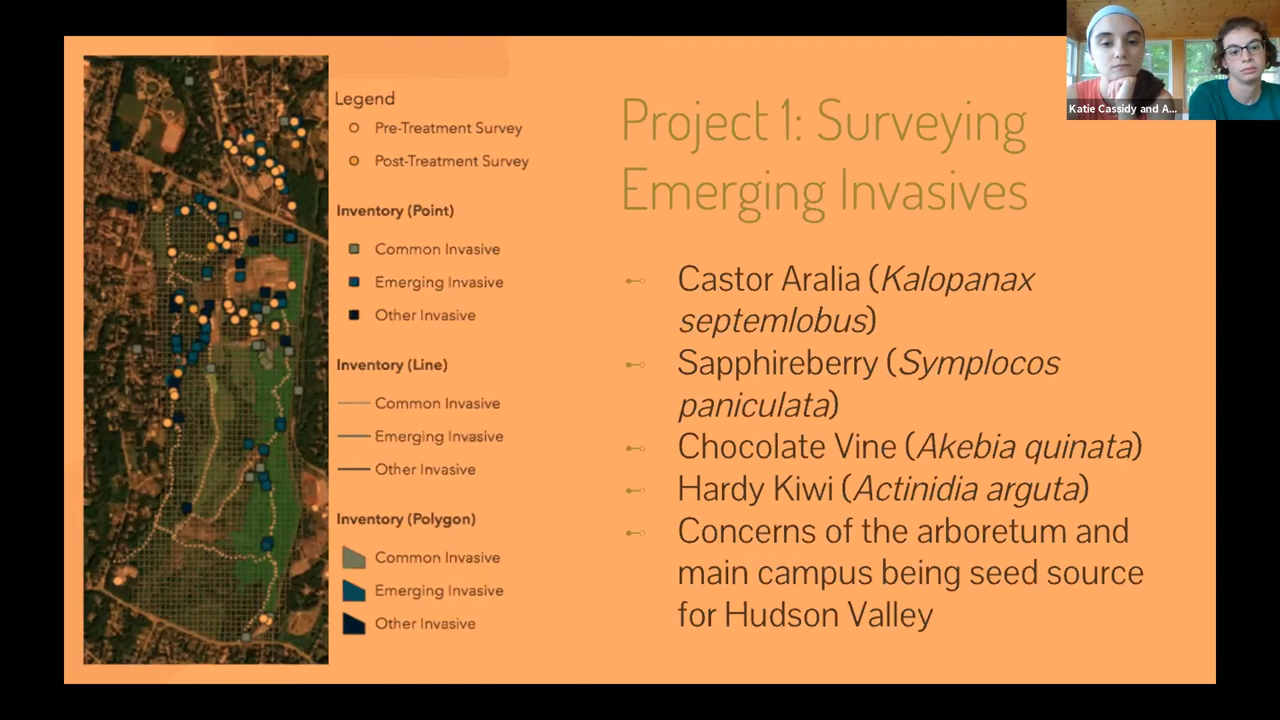 Katie Cassidy and A...
Legend
Pre-Treatment Survey
Post-Treatment Survey
Inventory (Point)
Common Invasive
Emerging Invasive
Other Invasive
Inventory (Line)
Common Invasive
Emerging Invasive
Other Invasive
Inventory (Polygon)
Common Invasive
Emerging Invasive
Other Invasive
Project 1: Surveying
Emerging Invasives
Castor Aralia (Kalopanax
septemlobus)
Sapphireberry (Symplocos
paniculata)
Chocolate Vine (Akebia quinata)
Hardy Kiwi (Actinidia arguta)
Concerns of the arboretum and
main campus being seed source
for Hudson Valley